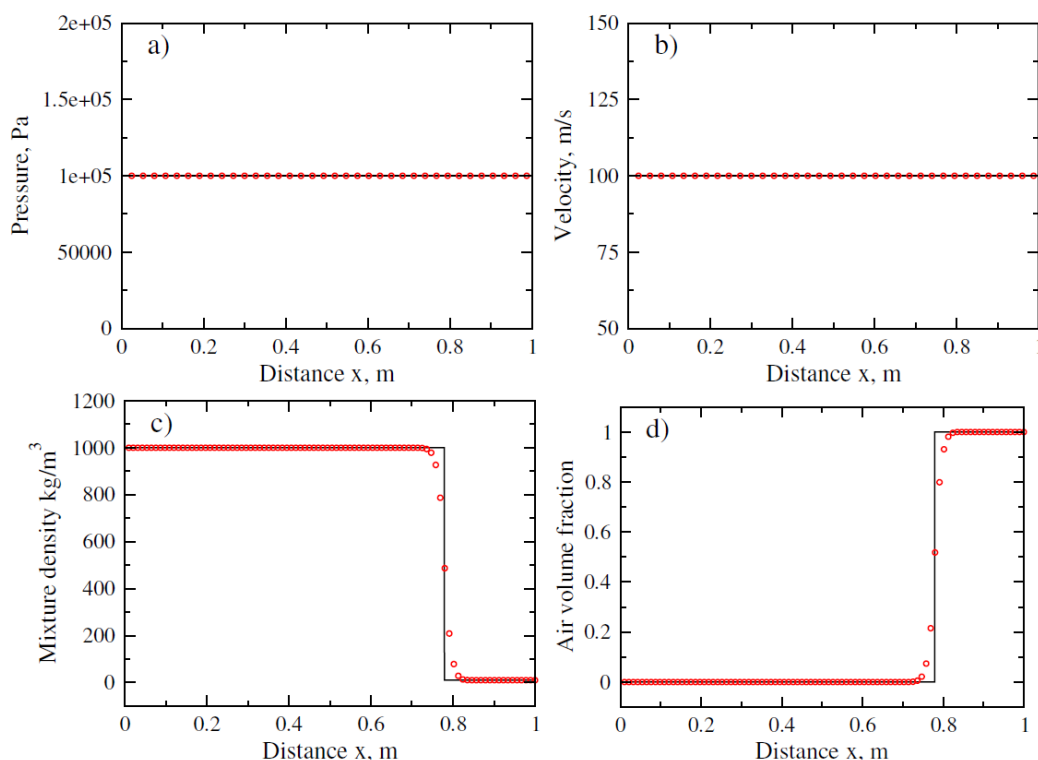 a)
Pressure, Pa
2e+05
1.5e+05
1e+05
50000
0
0 0.2 0.4 0.6 0.8 1
Distance x, m
b)
Velocity, m/s
150
125
100
75
50
0 0.2 0.4 0.6 0.8 1
Distance x, m
c)
Mixture density kg/m³
1200
1000
800
600
400
200
0
0 0.2 0.4 0.6 0.8 1
Distance x, m
d)
Air volume fraction
1
0.8
0.6
0.4
0.2
0
0 0.2 0.4 0.6 0.8 1
Distance x, m